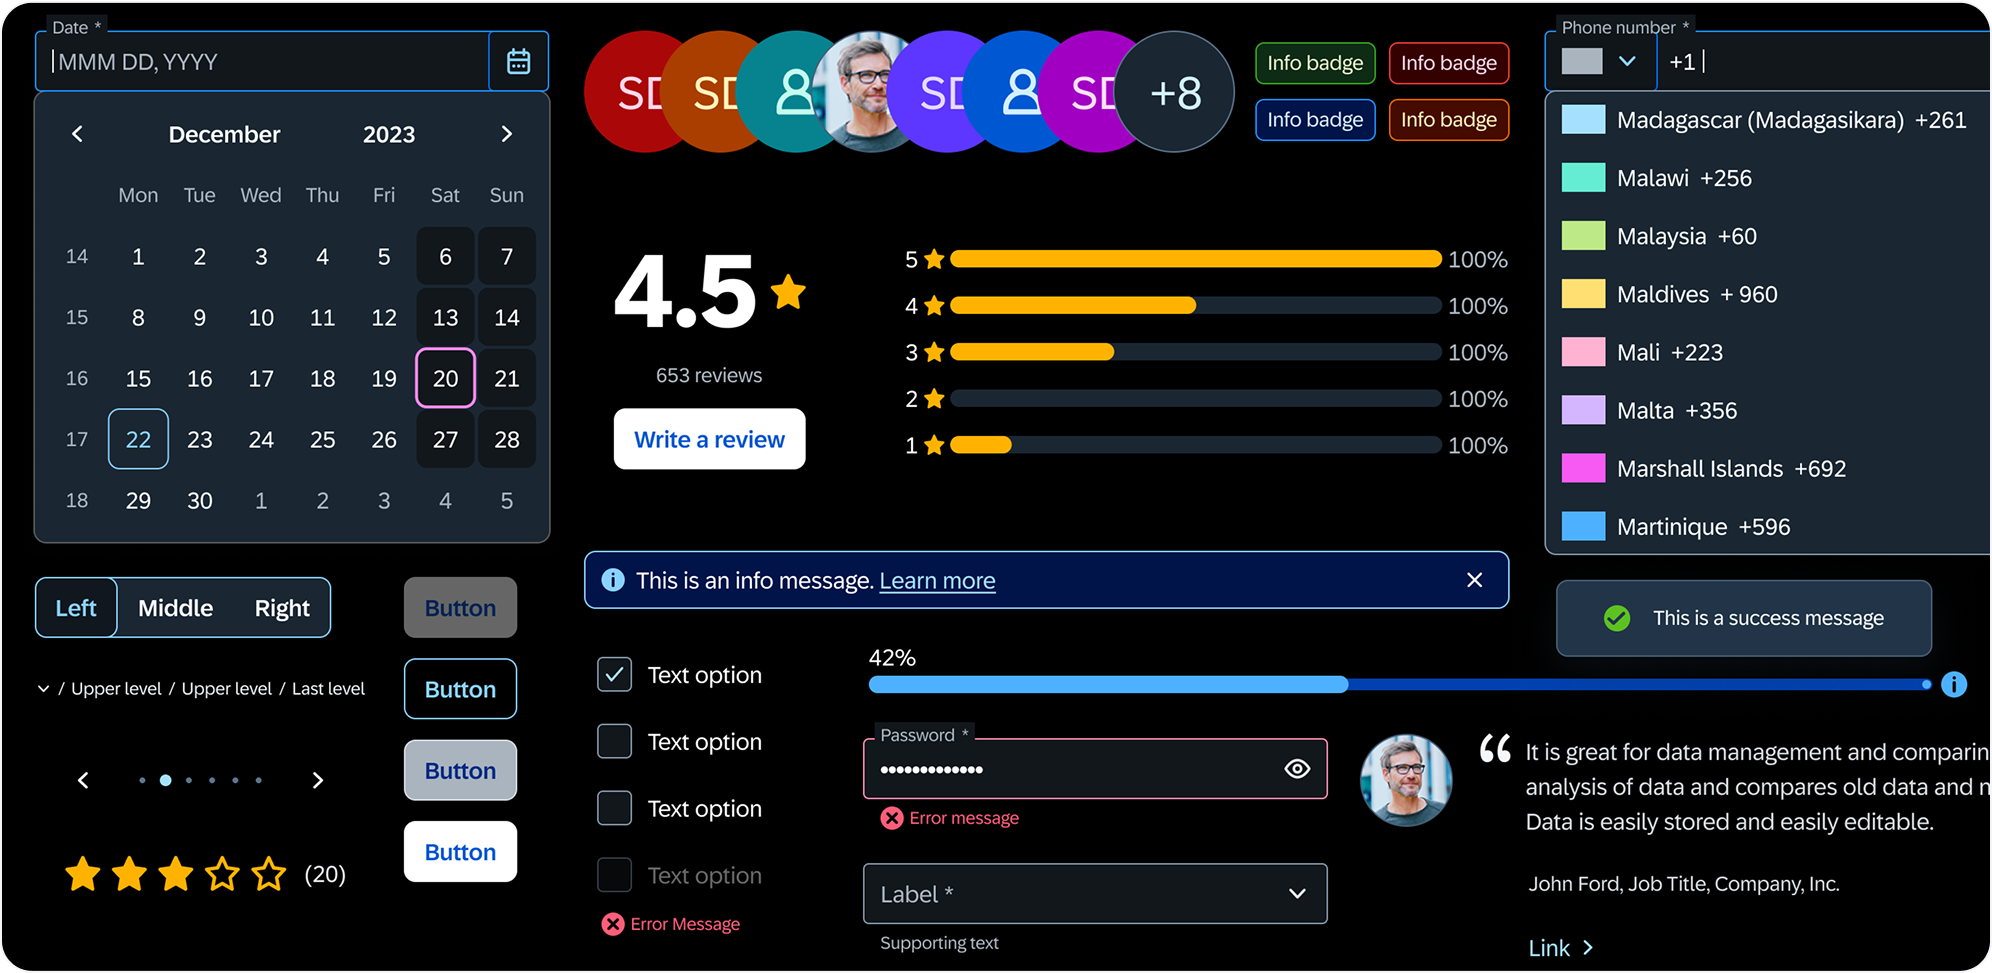 Date *
MMM DD, YYYY
December 2023
Mon Tue Wed Thu Fri Sat Sun
14 1 2 3 4 5 6 7
15 8 9 10 11 12 13 14
16 15 16 17 18 19 20 21
17 22 23 24 25 26 27 28
18 29 30 1 2 3 4 5
Left Middle Right
/ Upper level / Upper level / Last level
(20)
Button
Button
Button
Button
SD SD SD SD +8
Info badge Info badge
Info badge Info badge
4.5
653 reviews
Write a review
5 100%
4 100%
3 100%
2 100%
1 100%
This is an info message. Learn more
Text option
Text option
Text option
Text option
Error Message
42%
Password *
Error message
Label *
Supporting text
Phone number *
+1
Madagascar (Madagasikara) +261
Malawi +256
Malaysia +60
Maldives + 960
Mali +223
Malta +356
Marshall Islands +692
Martinique +596
This is a success message
“ It is great for data management and comparin
analysis of data and compares old data and n
Data is easily stored and easily editable.
John Ford, Job Title, Company, Inc.
Link